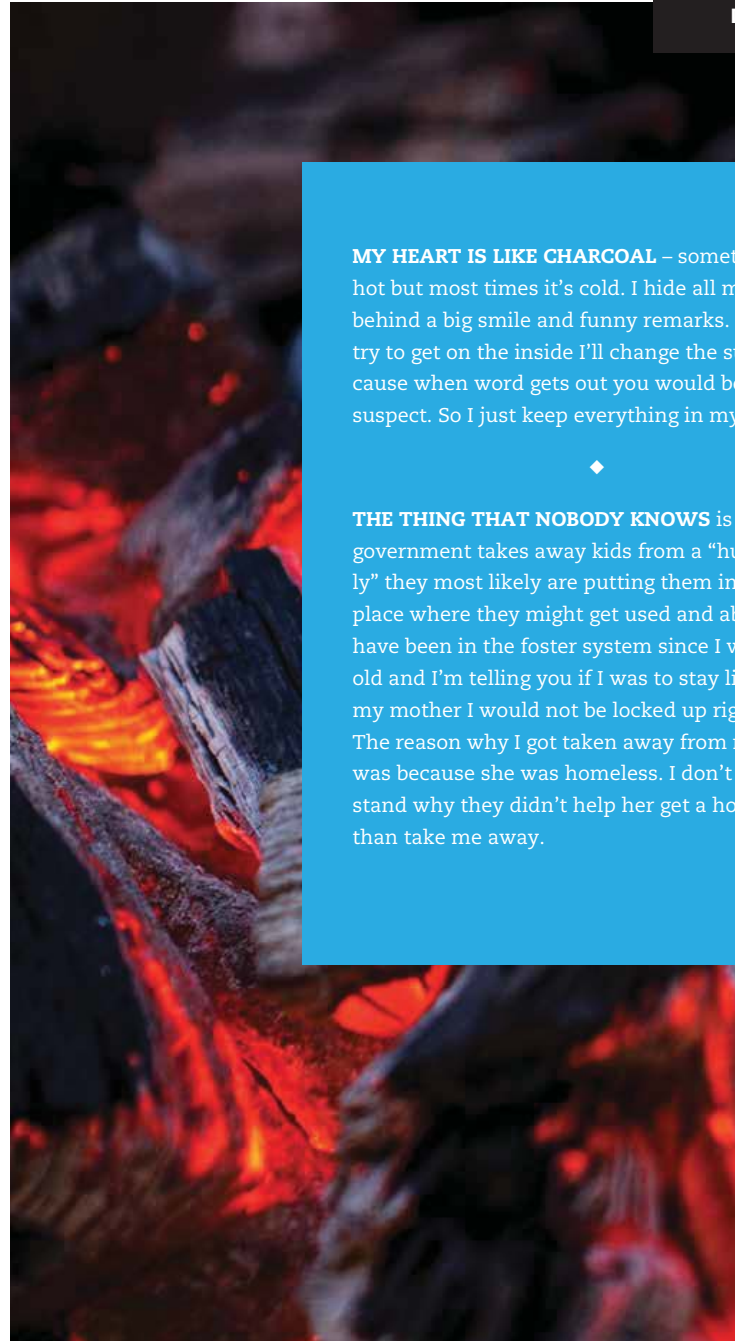 MY HEART IS LIKE CHARCOAL –
hot but most times it’s cold. I hide all
behind a big smile and funny remarks.
try to get on the inside I’ll change the
cause when word gets out you would
suspect. So I just keep everything in my
THE THING THAT NOBODY KNOWS is
government takes away kids from a
ly” they most likely are putting them in
place where they might get used and
have been in the foster system since I
old and I’m telling you if I was to stay
my mother I would not be locked up
The reason why I got taken away from
was because she was homeless. I don’t
stand why they didn’t help her get a
than take me away.